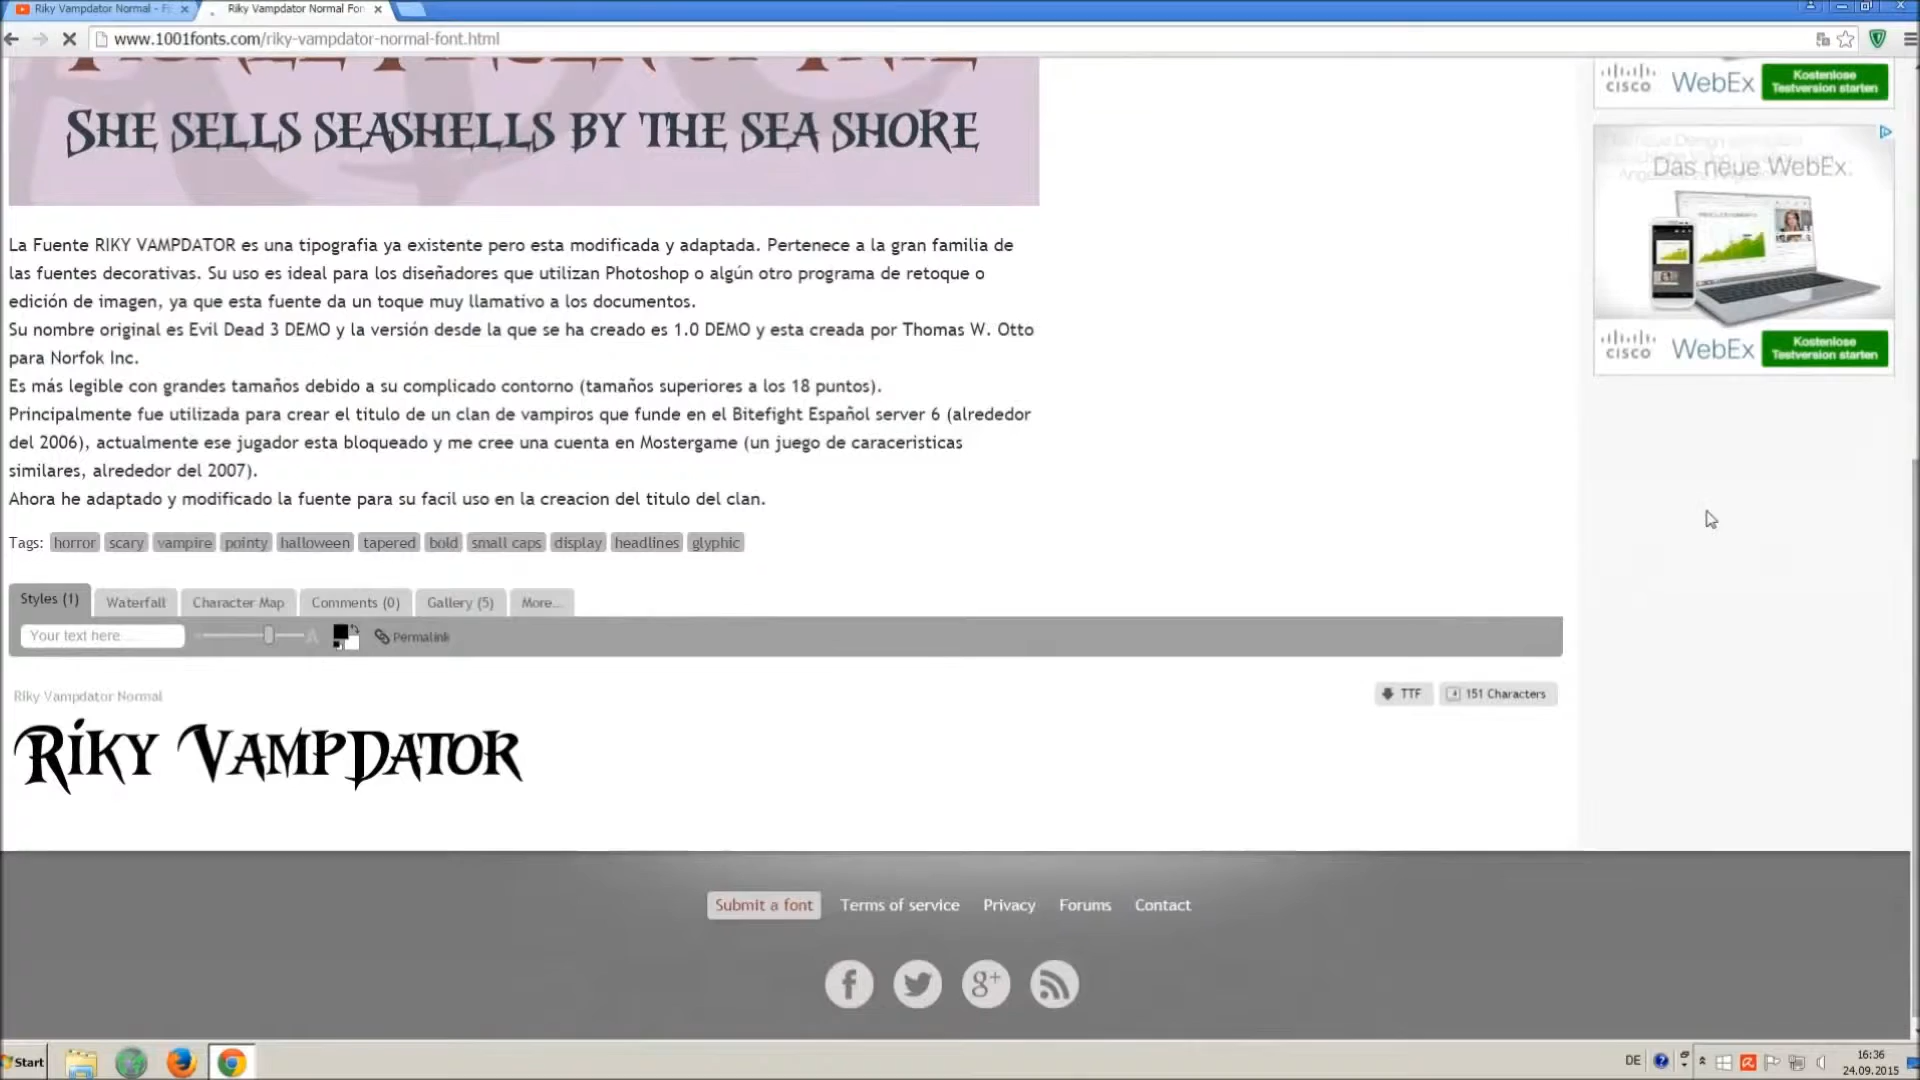 Riky Vampdator Normal - F
Riky Vampdator Normal Fon
www.1001fonts.com/riky-vampdator-normal-font.html
She sells seashells by the sea shore
La Fuente RIKY VAMPDATOR es una tipografia ya existente pero esta modificada y adaptada. Pertenece a la gran familia de
las fuentes decorativas. Su uso es ideal para los diseñadores que utilizan Photoshop o algún otro programa de retoque o
edición de imagen, ya que esta fuente da un toque muy llamativo a los documentos.
Su nombre original es Evil Dead 3 DEMO y la versión desde la que se ha creado es 1.0 DEMO y esta creada por Thomas W. Otto
para Norfok Inc.
Es más legible con grandes tamaños debido a su complicado contorno (tamaños superiores a los 18 puntos).
Principalmente fue utilizada para crear el titulo de un clan de vampiros que funde en el Bitefight Español server 6 (alrededor
del 2006), actualmente ese jugador esta bloqueado y me cree una cuenta en Mostergame (un juego de caraceristicas
similares, alrededor del 2007).
Ahora he adaptado y modificado la fuente para su facil uso en la creacion del titulo del clan.
Tags: horror scary vampire pointy halloween tapered bold small caps display headlines glyphic
Styles (1) Waterfall Character Map Comments (0) Gallery (5) More...
Your text here... A Permalink
Riky Vampdator Normal
TTF 151 Characters
Riky VampDator
cisco WebEx Kostenlose
Testversion starten
Das neue WebEx.
cisco WebEx Kostenlose
Testversion starten
Submit a font Terms of service Privacy Forums Contact
Start
DE
16:36
24.09.2015